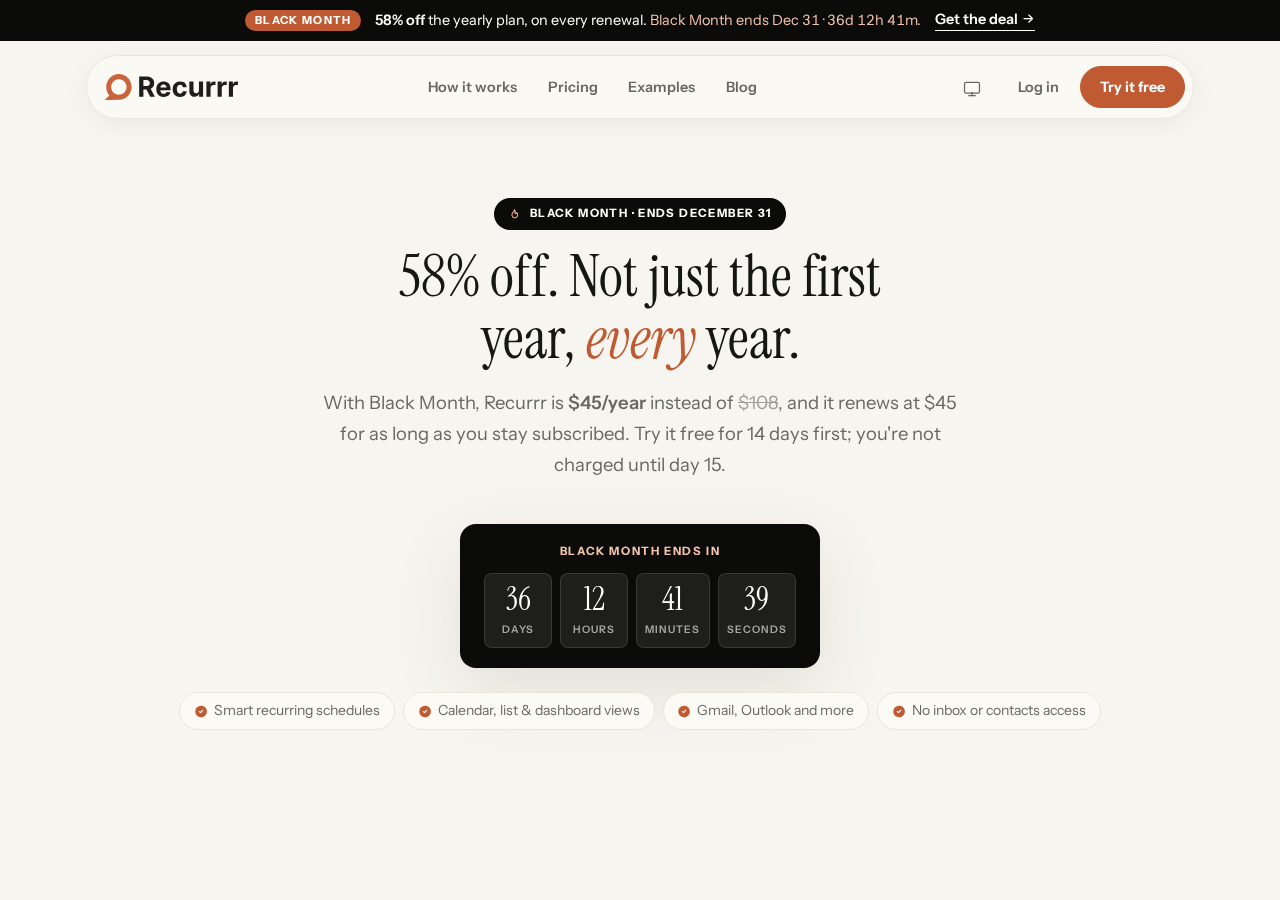 BLACK MONTH 58% off the yearly plan, on every renewal. Black Month ends Dec 31 · 36d 12h 41m. Get the deal →
Recurrr How it works Pricing Examples Blog Log in Try it free
BLACK MONTH · ENDS DECEMBER 31
58% off. Not just the first
year, every year.
With Black Month, Recurrr is $45/year instead of $108, and it renews at $45
for as long as you stay subscribed. Try it free for 14 days first; you're not
charged until day 15.
BLACK MONTH ENDS IN
36 12 41 39
DAYS HOURS MINUTES SECONDS
Smart recurring schedules Calendar, list & dashboard views Gmail, Outlook and more No inbox or contacts access